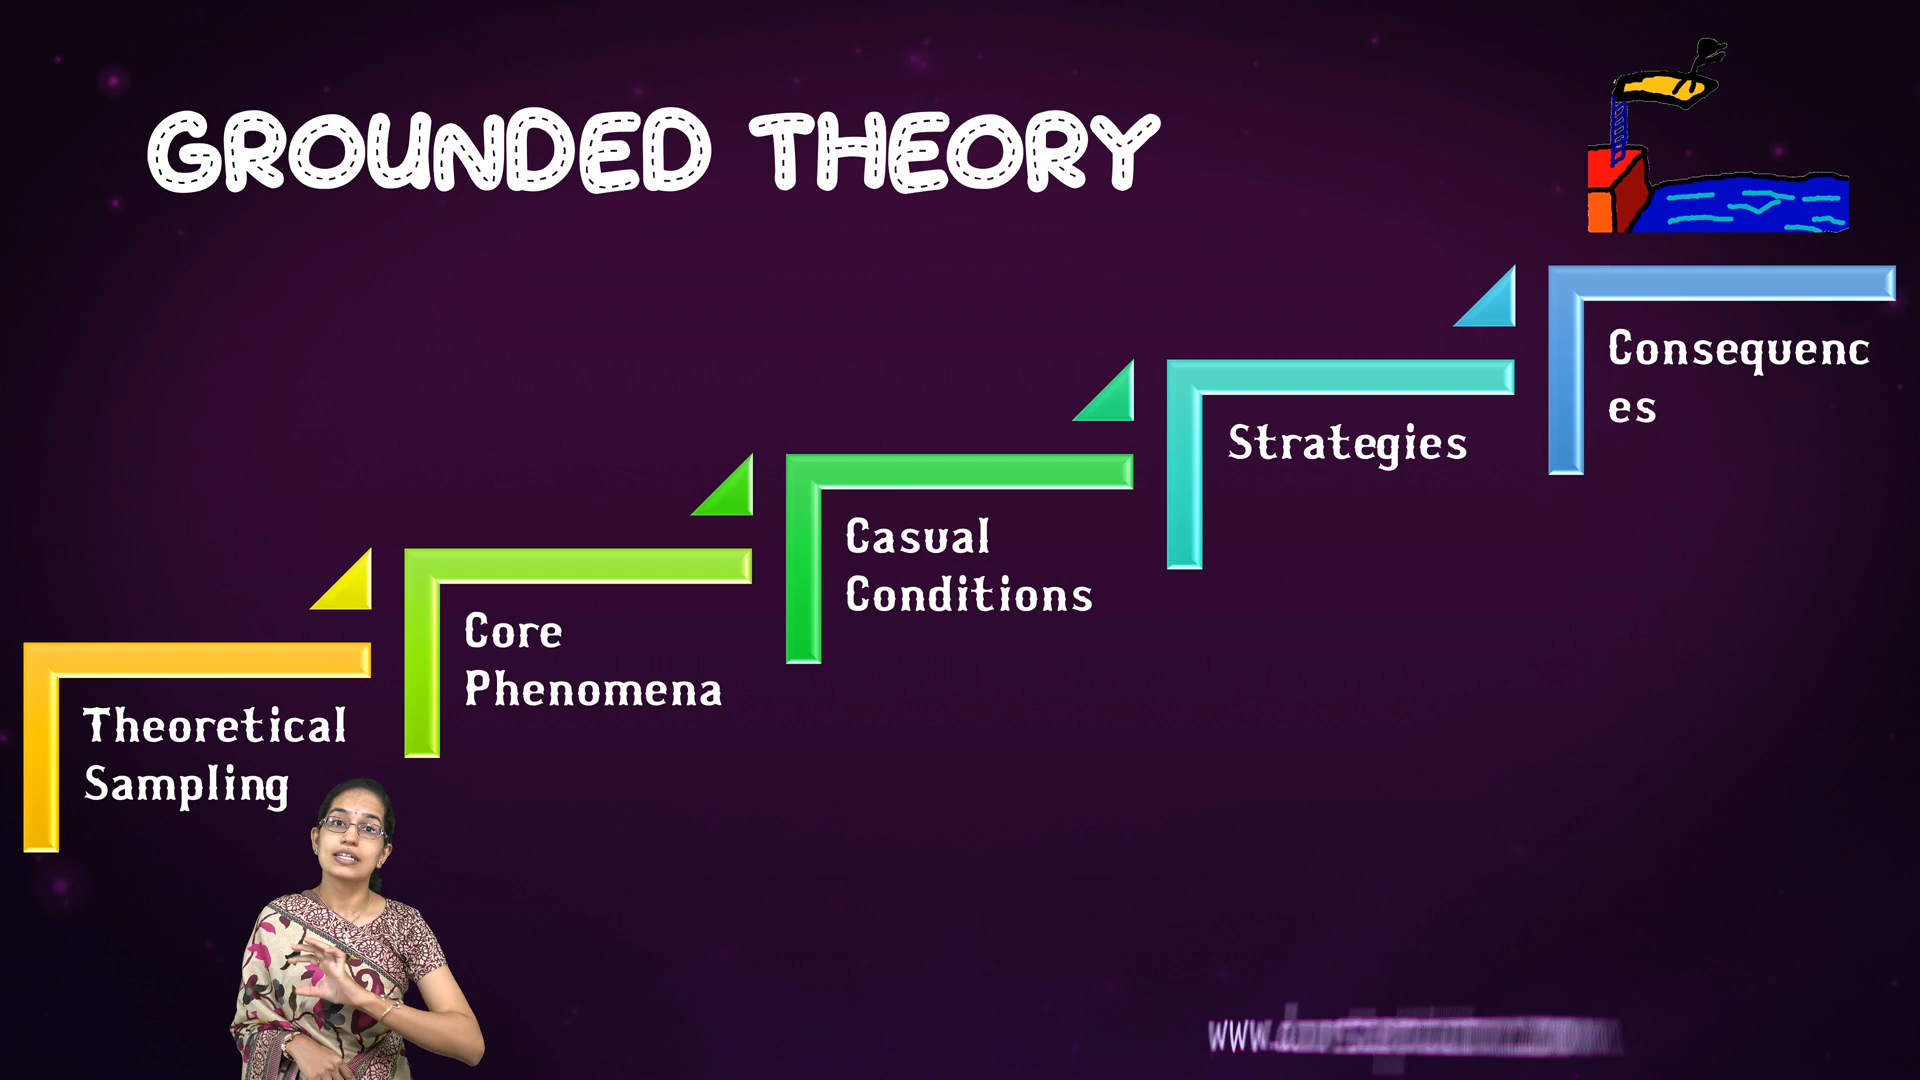 GROUNDED THEORY
Consequenc
es
Strategies
Casual
Conditions
Core
Phenomena
Theoretical
Sampling